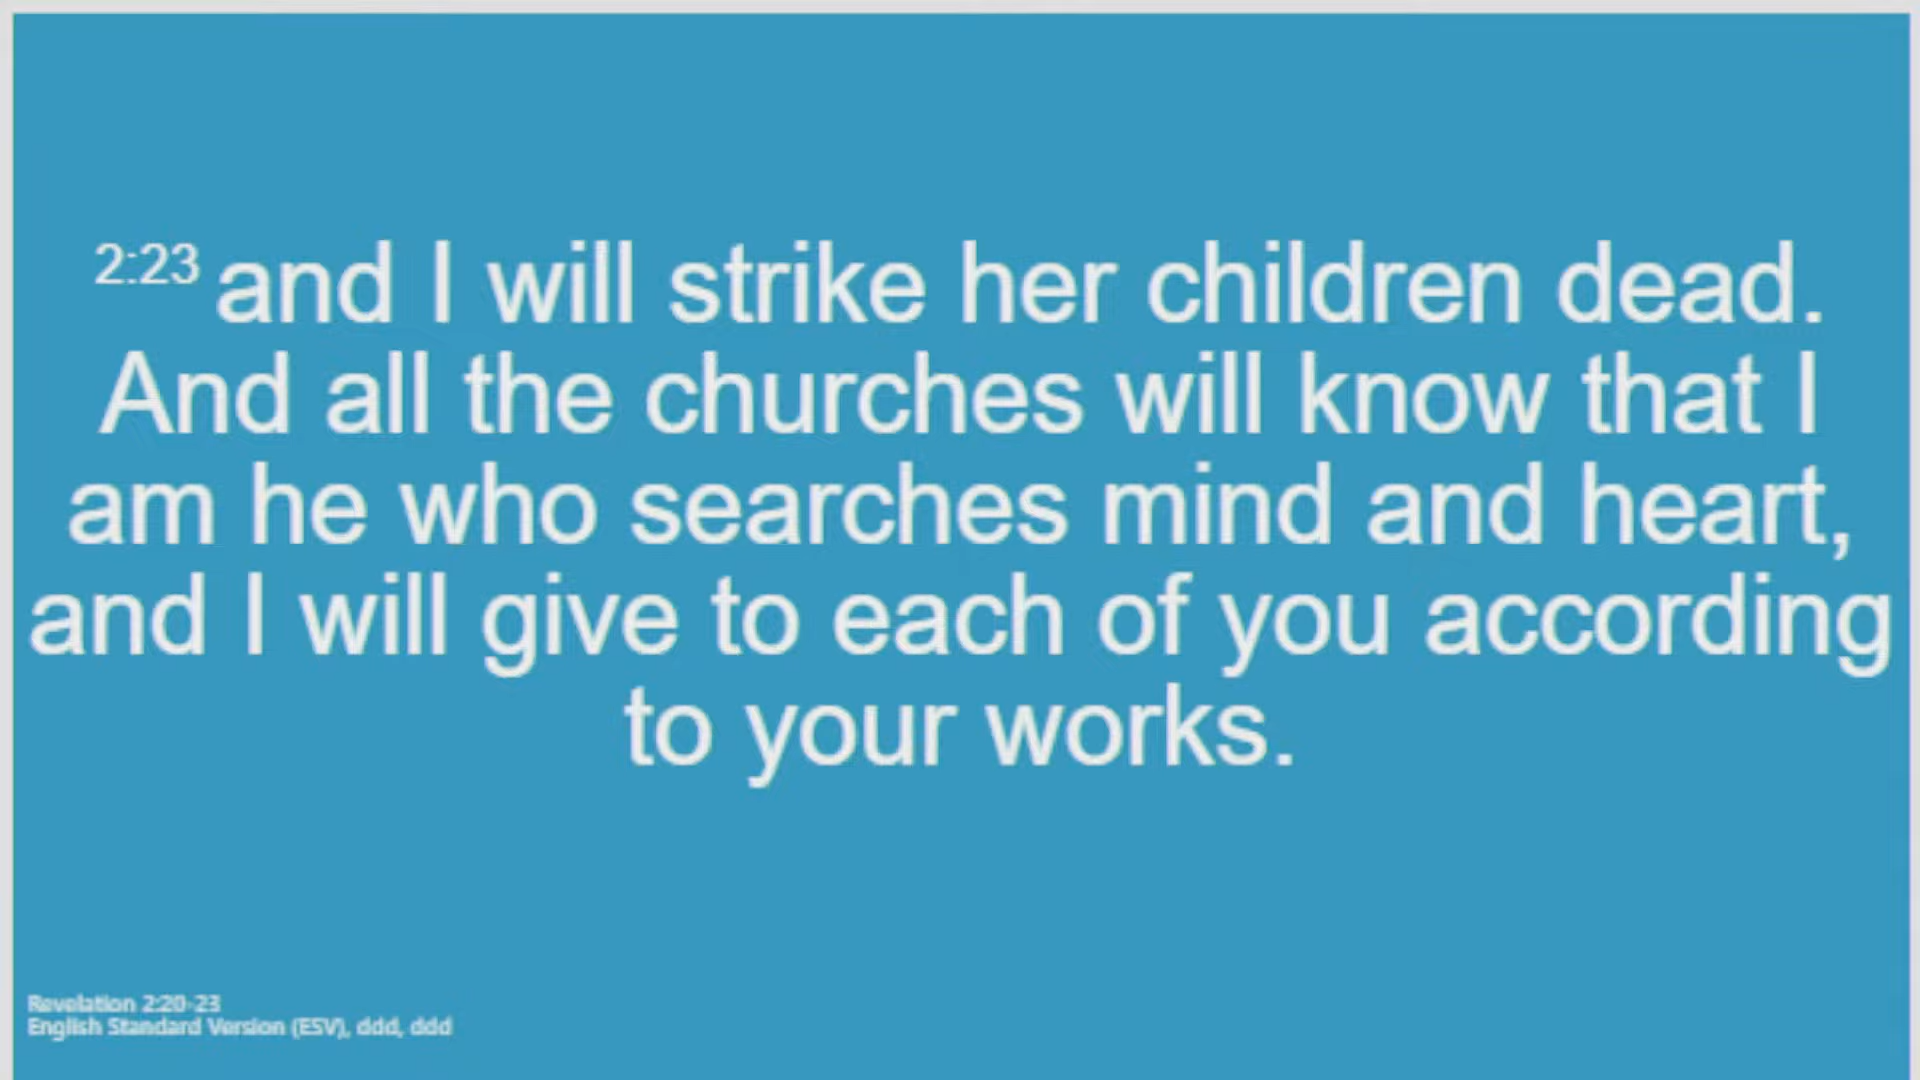 2:23 and I will strike her children dead.
And all the churches will know that I
am he who searches mind and heart,
and I will give to each of you according
to your works.
Revelation 2:20-23
English Standard Version (ESV), ddd, ddd